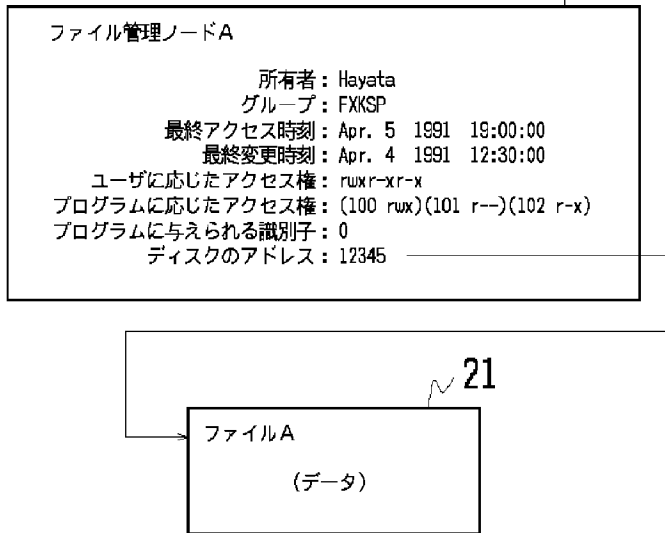 ファイル管理ノードA
所有者：Hayata
グループ：FXKSP
最終アクセス時刻：Apr. 5 1991 19:00:00
最終変更時刻：Apr. 4 1991 12:30:00
ユーザに応じたアクセス権：rwxr-xr-x
プログラムに応じたアクセス権：(100 rwx)(101 r--)(102 r-x)
プログラムに与えられる識別子：0
ディスクのアドレス：12345
21
ファイルA
(データ)